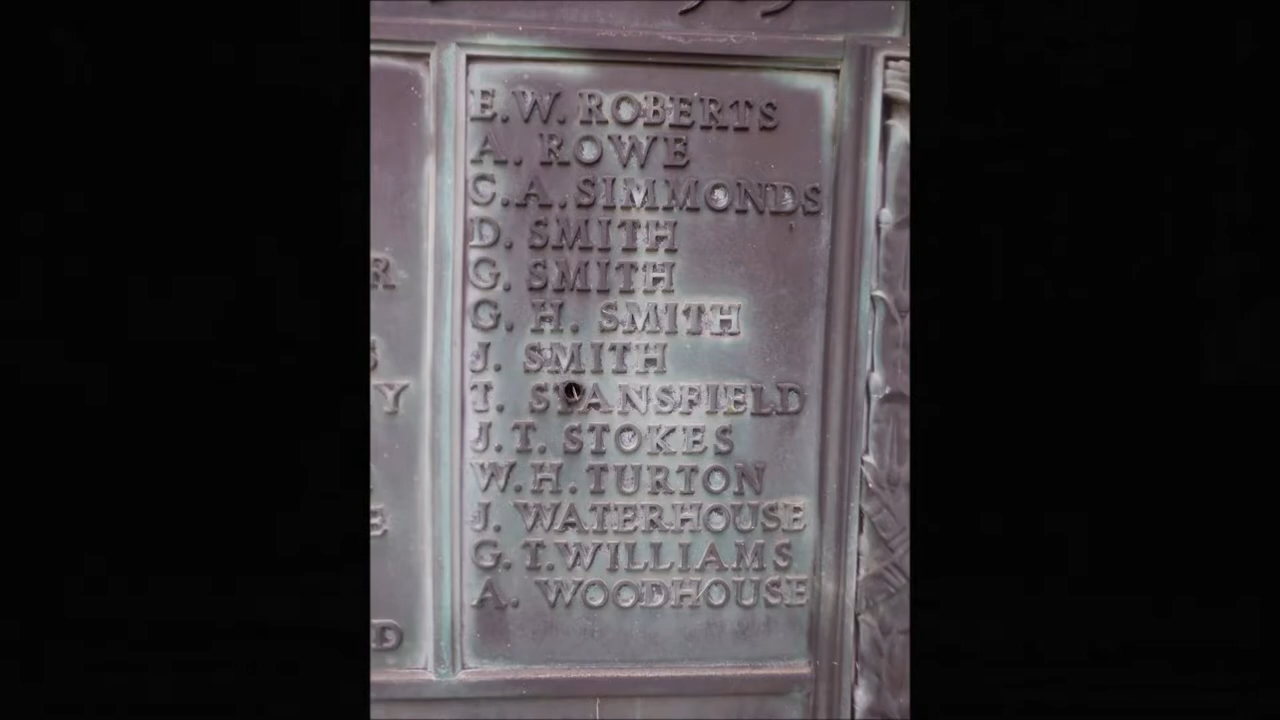 E.W. ROBERTS
A. ROWE
C.A. SIMMONDS
D. SMITH
G. SMITH
G. H. SMITH
J. SMITH
T. STANSFIELD
J.T. STOKES
W.H. TURTON
J. WATERHOUSE
G.T. WILLIAMS
A. WOODHOUSE